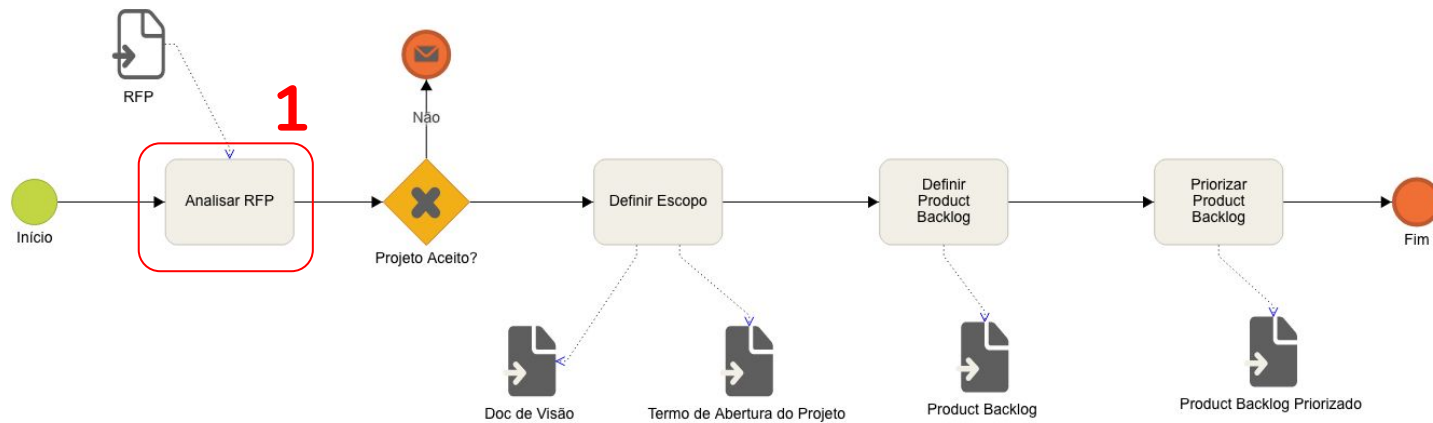 RFP
1
Não
Início
Analisar RFP
Projeto Aceito?
Definir Escopo
Definir
Product
Backlog
Priorizar
Product
Backlog
Fim
Doc de Visão
Termo de Abertura do Projeto
Product Backlog
Product Backlog Priorizado